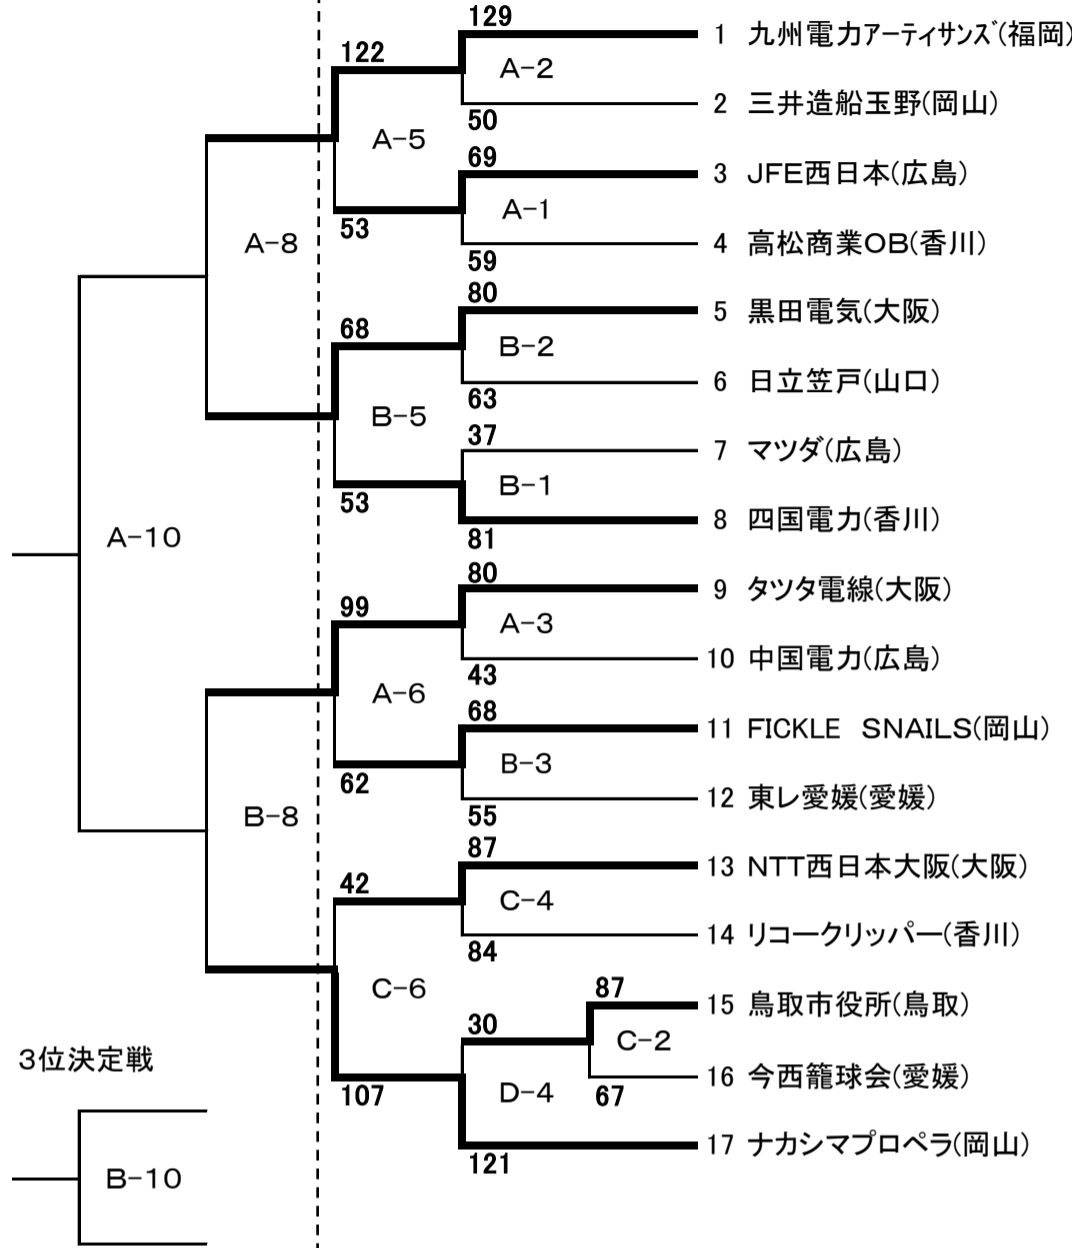 129
1 九州電力アーティサンズ(福岡)
122
A-2
2 三井造船玉野(岡山)
50
A-5
69
3 JFE西日本(広島)
A-1
53
A-8
4 高松商業OB(香川)
59
80
5 黒田電気(大阪)
68
B-2
6 日立笠戸(山口)
63
B-5
37
7 マツダ(広島)
B-1
53
8 四国電力(香川)
A-10
81
80
9 タツタ電線(大阪)
99
A-3
10 中国電力(広島)
43
A-6
68
11 FICKLE SNAILS(岡山)
B-3
62
12 東レ愛媛(愛媛)
B-8
55
87
13 NTT西日本大阪(大阪)
42
C-4
14 リコークリッパー(香川)
84
C-6
87
15 鳥取市役所(鳥取)
30
C-2
3位決定戦
16 今西籠球会(愛媛)
107
D-4
67
17 ナカシマプロペラ(岡山)
121
B-10